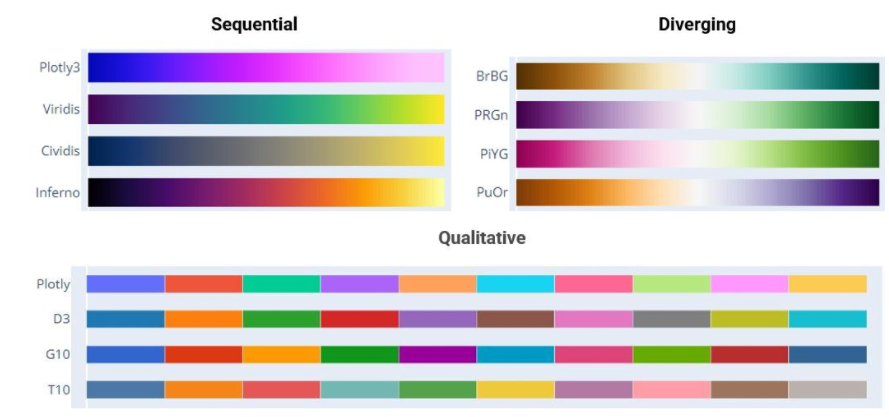 Sequential
Plotly3
Viridis
Cividis
Inferno
Diverging
BrBG
PRGn
PiYG
PuOr
Qualitative
Plotly
D3
G10
T10